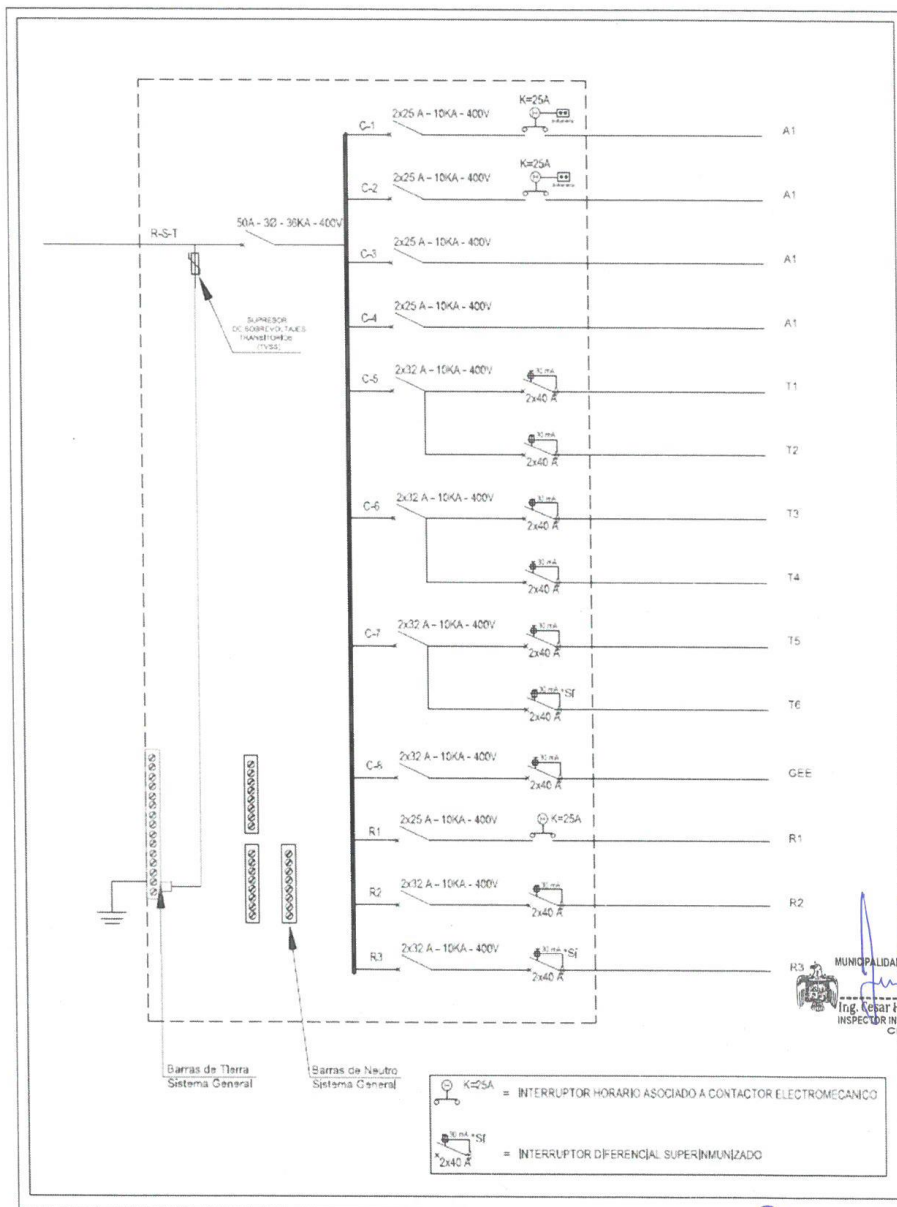 K=25A
C-1
2x25 A - 10KA - 400V
A1
K=25A
C-2
2x25 A - 10KA - 400V
A1
R-S-T
50A - 3Ø - 36KA - 400V
C-3
2x25 A - 10KA - 400V
A1
SUPRESOR
DE SOBREVOLTAJES
TRANSITORIOS
(TVSS)
C-4
2x25 A - 10KA - 400V
A1
C-5
2x32 A - 10KA - 400V
30 mA
2x40 A
T1
30 mA
2x40 A
T2
C-6
2x32 A - 10KA - 400V
30 mA
2x40 A
T3
30 mA
2x40 A
T4
C-7
2x32 A - 10KA - 400V
30 mA
2x40 A
T5
30 mA *SI
2x40 A
T6
C-8
2x32 A - 10KA - 400V
30 mA
2x40 A
GEE
R1
2x25 A - 10KA - 400V
K=25A
R1
R2
2x32 A - 10KA - 400V
30 mA
2x40 A
R2
R3
2x32 A - 10KA - 400V
30 mA *SI
2x40 A
R3
MUNICIPALIDA
Ing. Cesar
INSPECTOR IN
Barras de Tierra
Sistema General
Barras de Neutro
Sistema General
K=25A = INTERRUPTOR HORARIO ASOCIADO A CONTACTOR ELECTROMECANICO
30 mA *SI
2x40 A = INTERRUPTOR DIFERENCIAL SUPERINMUNIZADO